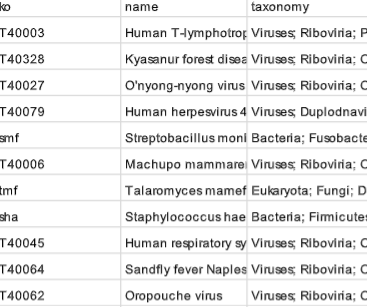 ko name taxonomy
T40003 Human T-lymphotrop Viruses; Riboviria; P
T40328 Kyasanur forest disea Viruses; Riboviria; O
T40027 O'nyong-nyong virus Viruses; Riboviria; O
T40079 Human herpesvirus 4 Viruses; Duplodnavi
smf Streptobacillus moni Bacteria; Fusobacte
T40006 Machupo mammare Viruses; Riboviria; O
tmf Talaromyces marnef Eukaryota; Fungi; D
sha Staphylococcus hae Bacteria; Firmicutes
T40045 Human respiratory sy Viruses; Riboviria; O
T40064 Sandfly fever Naples Viruses; Riboviria; O
T40062 Oropouche virus Viruses; Riboviria; O